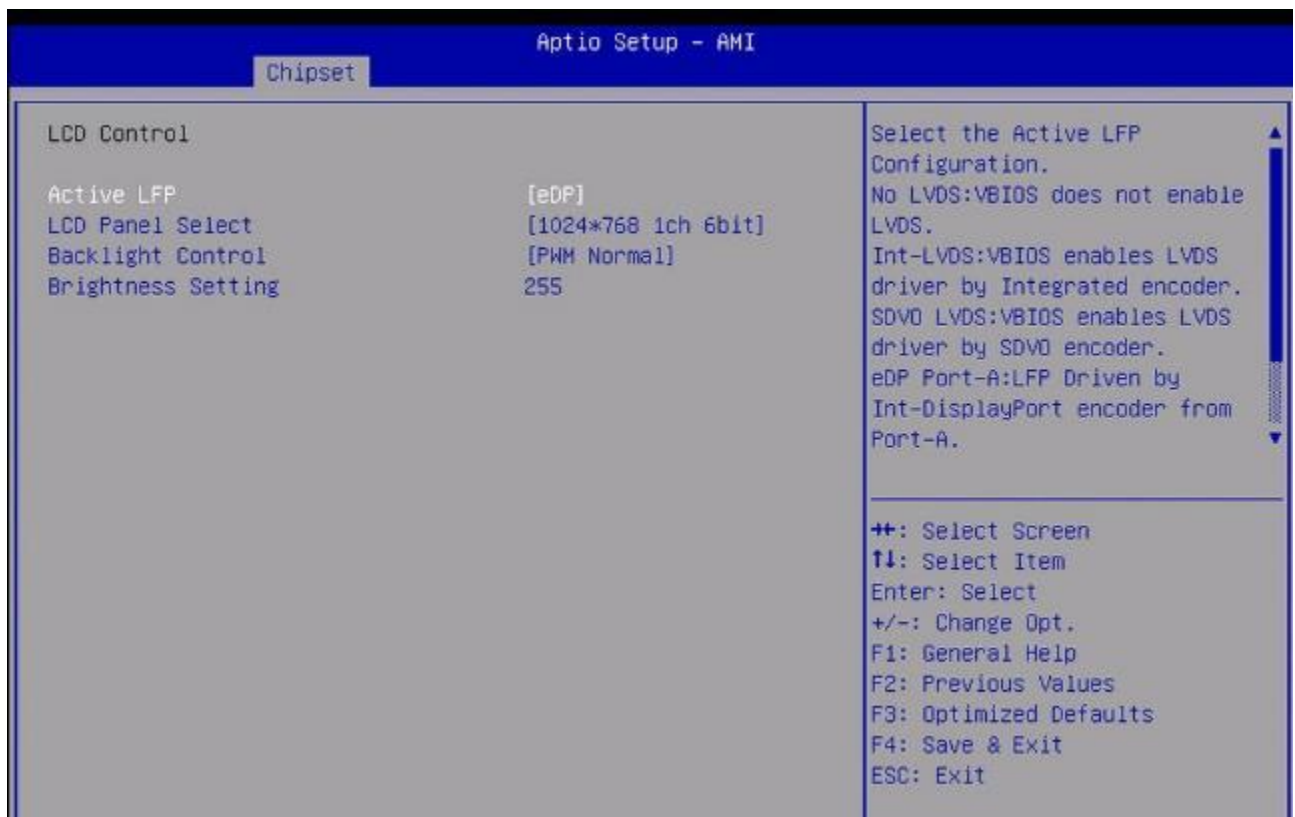 Aptio Setup - AMI
Chipset
LCD Control
Active LFP [eDP]
LCD Panel Select [1024*768 1ch 6bit]
Backlight Control [PWM Normal]
Brightness Setting 255
Select the Active LFP
Configuration.
No LVDS:VBIOS does not enable
LVDS.
Int-LVDS:VBIOS enables LVDS
driver by Integrated encoder.
SDVO LVDS:VBIOS enables LVDS
driver by SDVO encoder.
eDP Port-A:LFP Driven by
Int-DisplayPort encoder from
Port-A.
→←: Select Screen
↑↓: Select Item
Enter: Select
+/-: Change Opt.
F1: General Help
F2: Previous Values
F3: Optimized Defaults
F4: Save & Exit
ESC: Exit